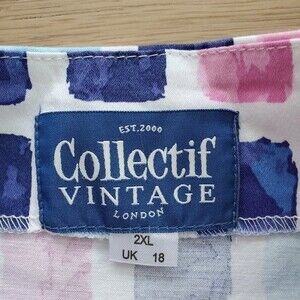 EST. 2000
Collectif
VINTAGE
LONDON
2XL
UK 18